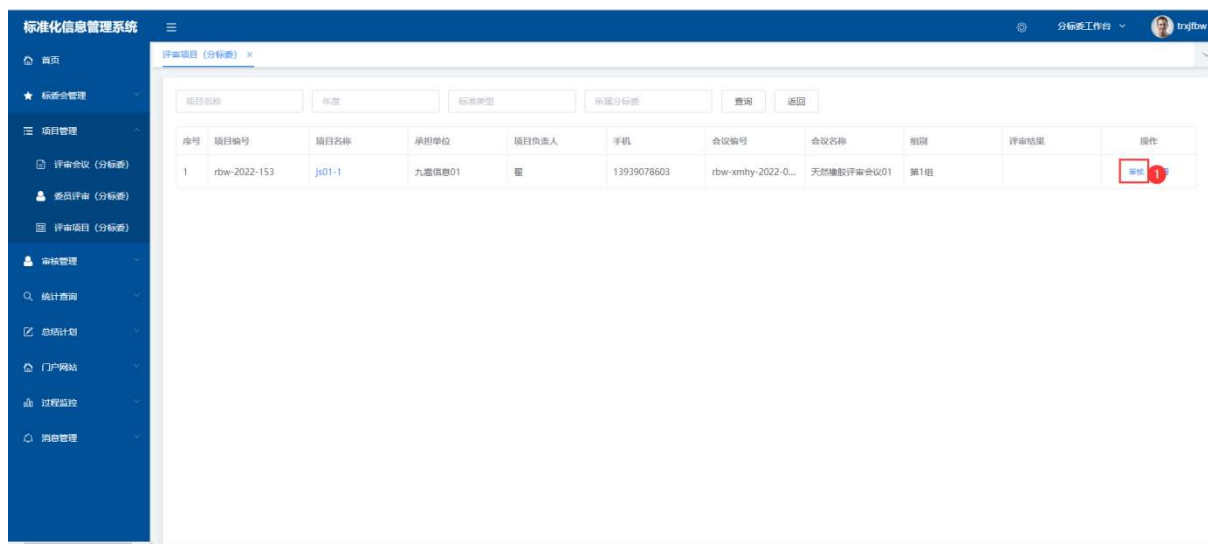 标准化信息管理系统
分标委工作台
trxjfbw
首页
评审项目（分标委） ×
标委会管理
项目名称 年度 标准类型 所属分标委 查询 返回
项目管理
序号 项目编号 项目名称 承担单位 项目负责人 手机 会议编号 会议名称 组别 评审结果 操作
评审会议（分标委）
1 rbw-2022-153 js01-1 九嘉信息01 翟 13939078603 rbw-xmhy-2022-0... 天然橡胶评审会议01 第1组 审核 1
委员评审（分标委）
评审项目（分标委）
审核管理
统计查询
总结计划
门户网站
过程监控
消息管理